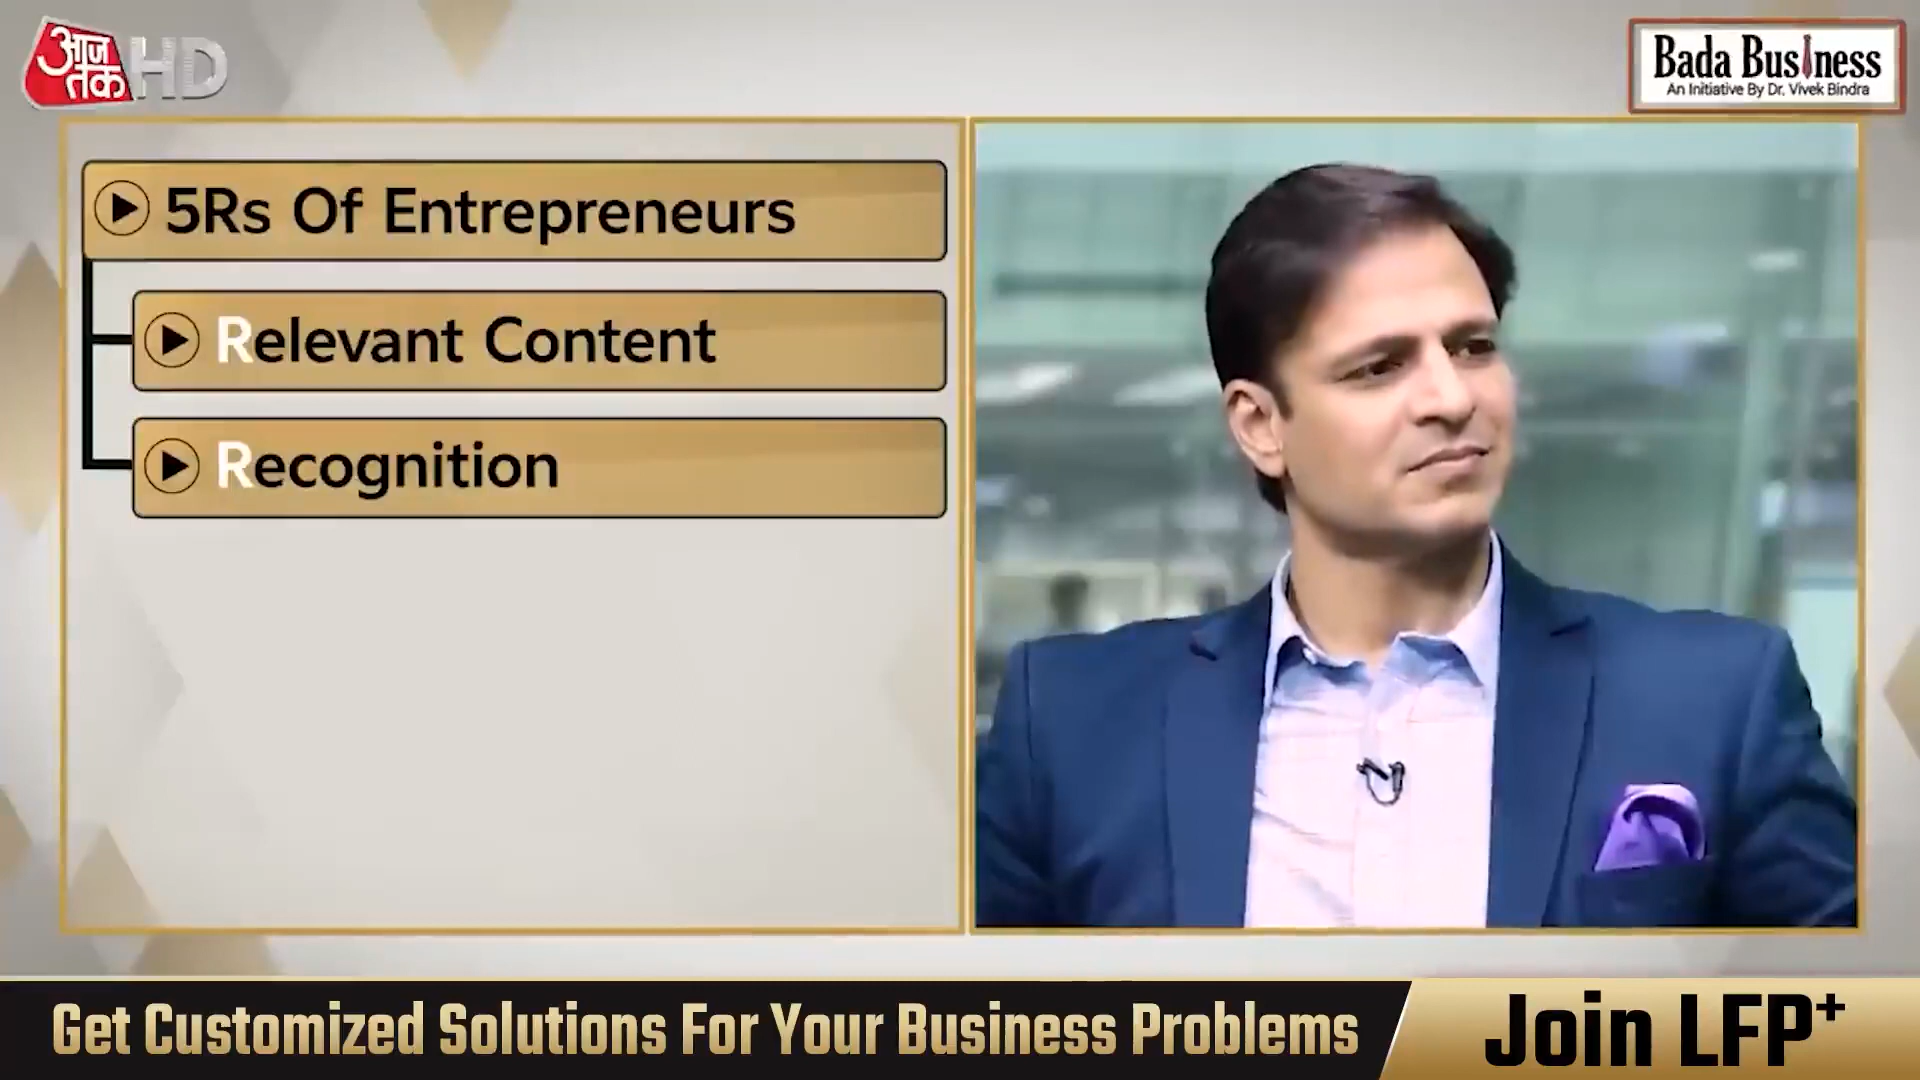 आज
तक HD
Bada Business
An Initiative By Dr. Vivek Bindra
5Rs Of Entrepreneurs
Relevant Content
Recognition
Get Customized Solutions For Your Business Problems
Join LFP+